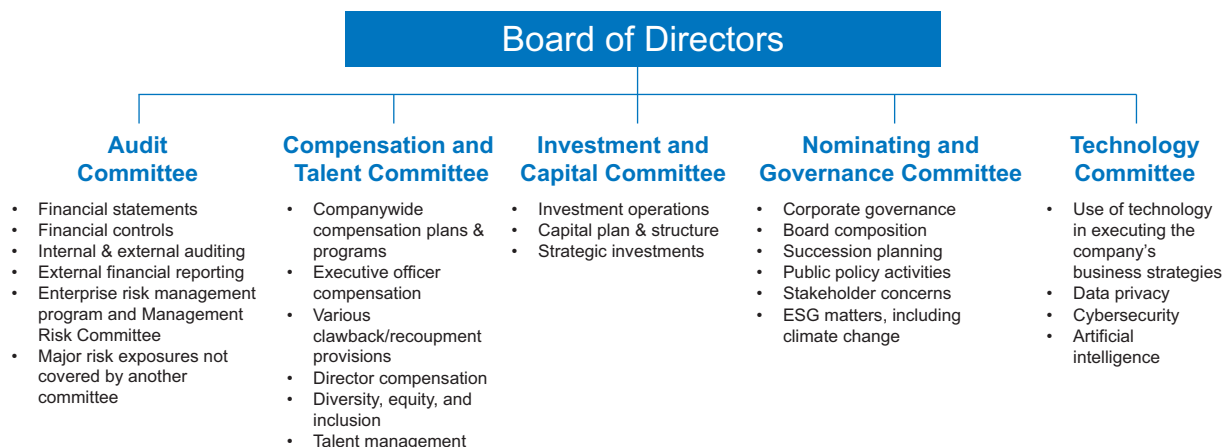 Board of Directors
Audit
Committee
• Financial statements
• Financial controls
• Internal & external auditing
• External financial reporting
• Enterprise risk management
program and Management
Risk Committee
• Major risk exposures not
covered by another
committee
Compensation and
Talent Committee
• Companywide
compensation plans &
programs
• Executive officer
compensation
• Various
clawback/recoupment
provisions
• Director compensation
• Diversity, equity, and
inclusion
• Talent management
Investment and
Capital Committee
• Investment operations
• Capital plan & structure
• Strategic investments
Nominating and
Governance Committee
• Corporate governance
• Board composition
• Succession planning
• Public policy activities
• Stakeholder concerns
• ESG matters, including
climate change
Technology
Committee
• Use of technology
in executing the
company’s
business strategies
• Data privacy
• Cybersecurity
• Artificial
intelligence